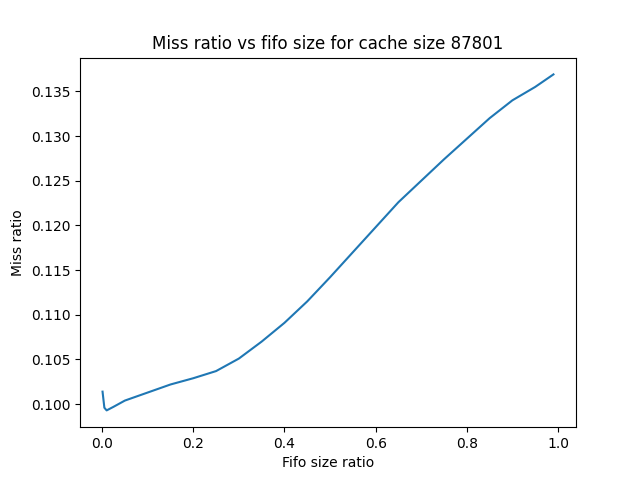 Miss ratio vs fifo size for cache size 87801
0.135
0.130
0.125
0.120
0.115
0.110
0.105
0.100
Miss ratio
0.0 0.2 0.4 0.6 0.8 1.0
Fifo size ratio